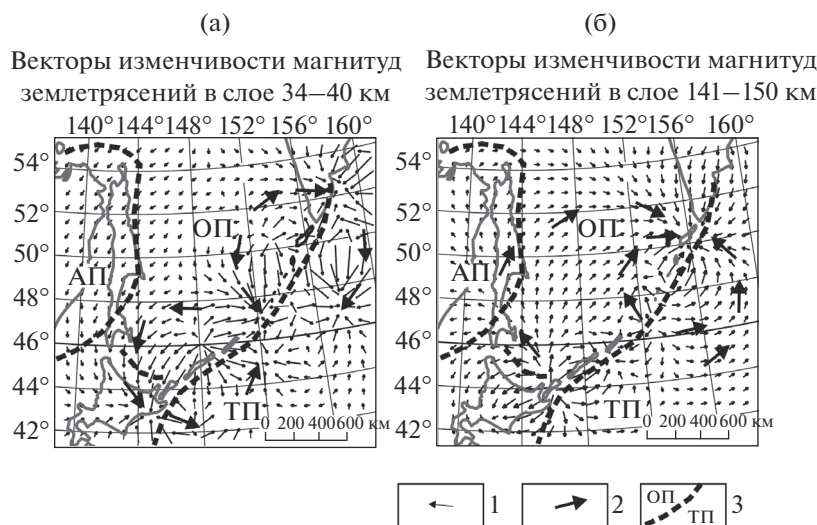 (а)
Векторы изменчивости магнитуд
землетрясений в слое 34–40 км
140° 144° 148° 152° 156° 160°
54°
52°
50°
48°
46°
44°
42°
ОП
АП
ТП
0 200 400 600 км
(б)
Векторы изменчивости магнитуд
землетрясений в слое 141–150 км
140° 144° 148° 152° 156° 160°
54°
52°
50°
48°
46°
44°
42°
ОП
АП
ТП
0 200 400 600 км
1
2
ОП
ТП
3